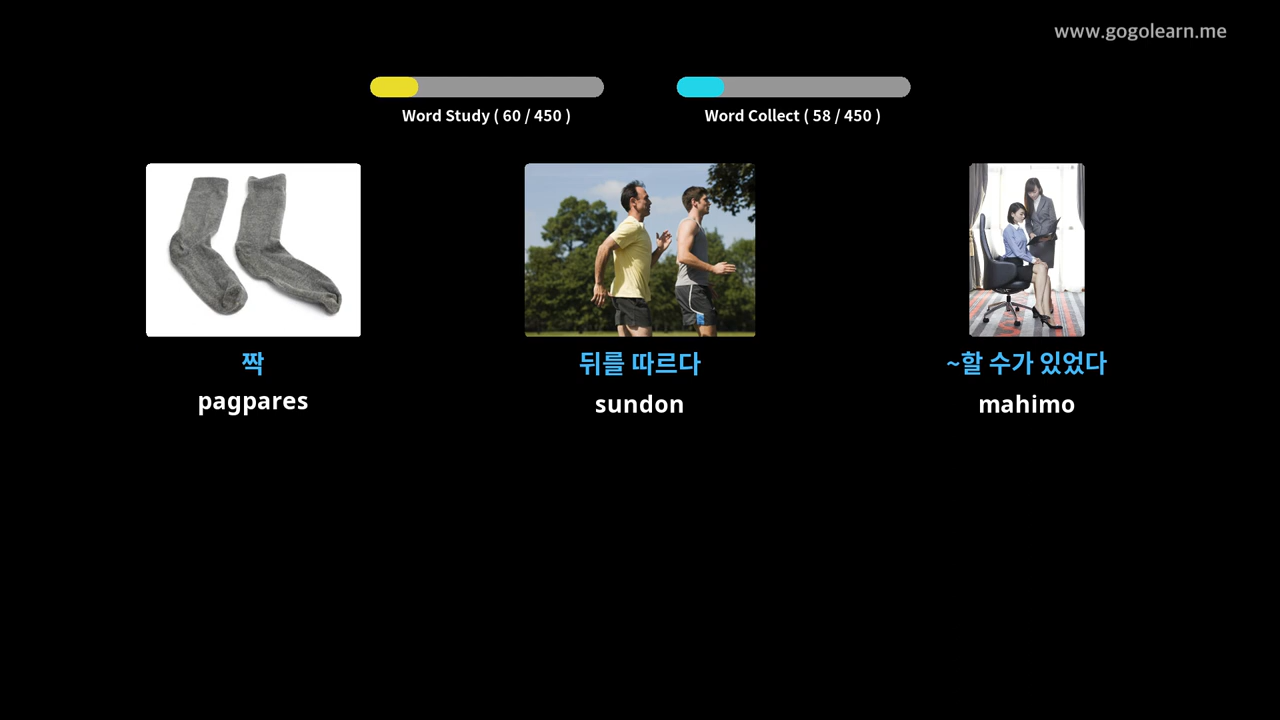 www.gogolearn.me
Word Study ( 60 / 450 )
Word Collect ( 58 / 450 )
짝
pagpares
뒤를 따르다
sundon
~할 수가 있었다
mahimo